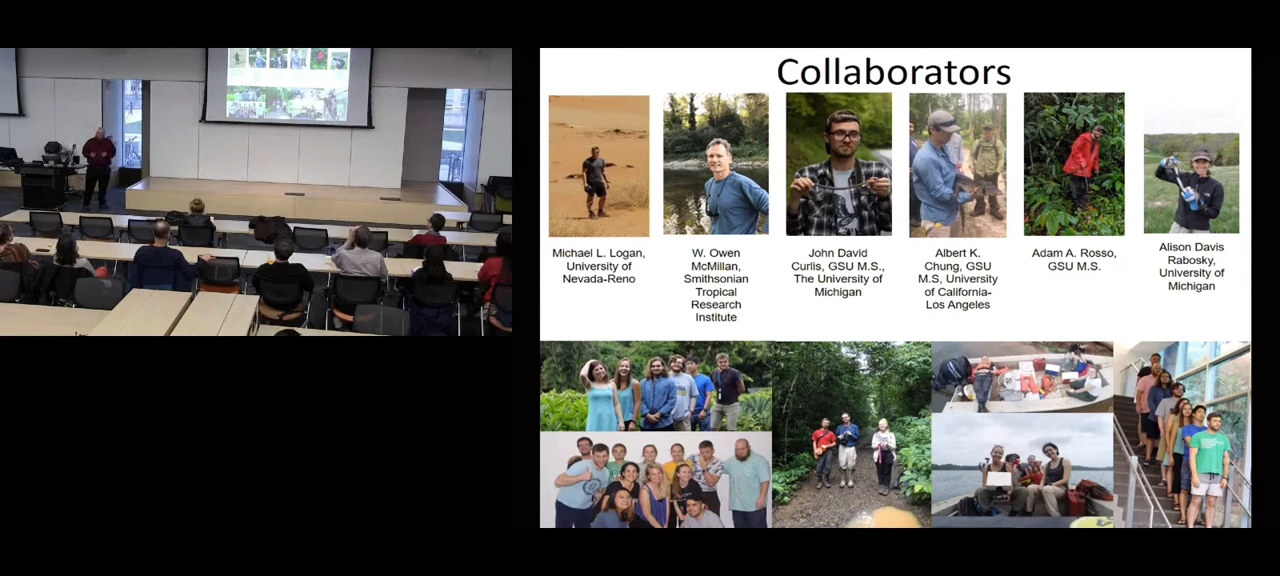 Collaborators
Michael L. Logan,
University of
Nevada-Reno
W. Owen
McMillan,
Smithsonian
Tropical
Research
Institute
John David
Curlis, GSU M.S.,
The University of
Michigan
Albert K.
Chung, GSU
M.S, University
of California-
Los Angeles
Adam A. Rosso,
GSU M.S.
Alison Davis
Rabosky,
University of
Michigan